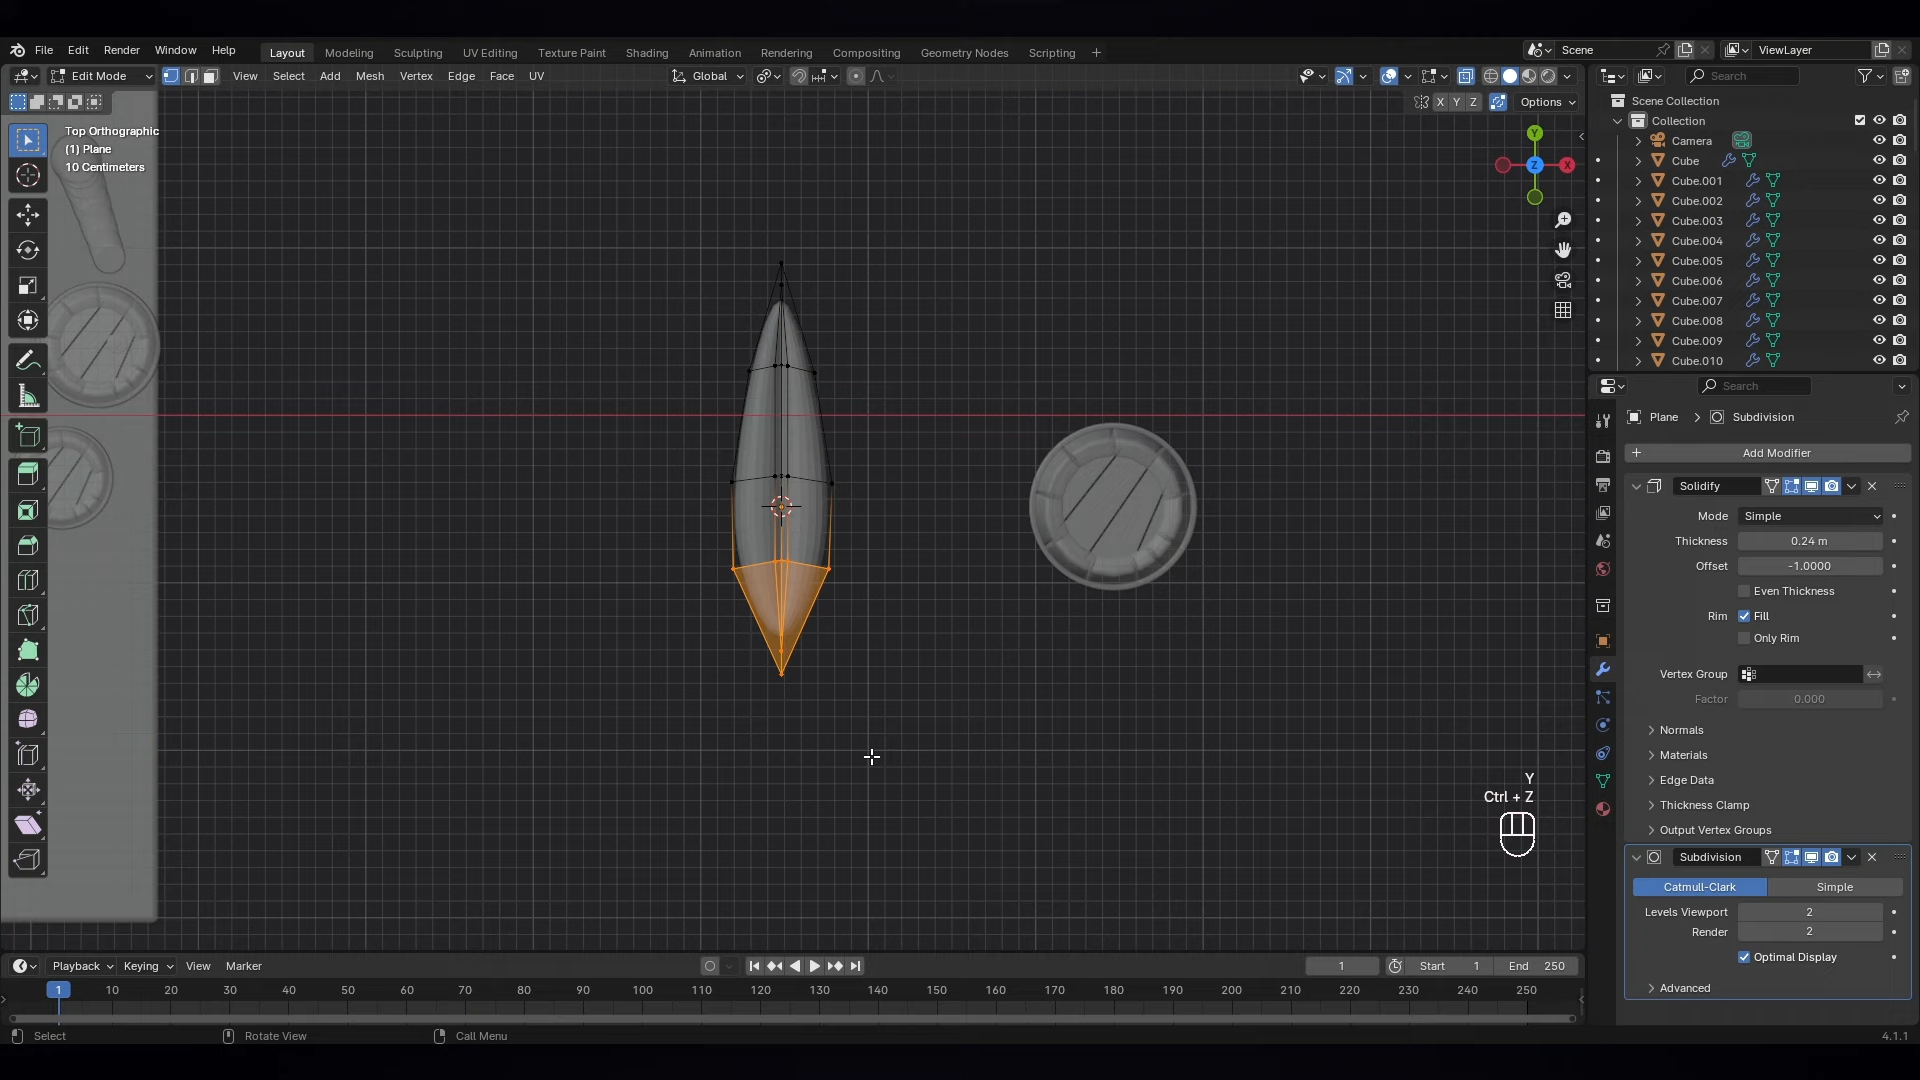 File Edit Render Window Help Layout Modeling Sculpting UV Editing Texture Paint Shading Animation Rendering Compositing Geometry Nodes Scripting + Scene ViewLayer
Edit Mode View Select Add Mesh Vertex Edge Face UV Global Search
X Y Z Options
Top Orthographic
(1) Plane
10 Centimeters
Y
Z
X
Scene Collection
Collection
Camera
Cube
Cube.001
Cube.002
Cube.003
Cube.004
Cube.005
Cube.006
Cube.007
Cube.008
Cube.009
Cube.010
Search
Plane > Subdivision
+ Add Modifier
Solidify
Mode Simple
Thickness 0.24 m
Offset -1.0000
Even Thickness
Rim Fill
Only Rim
Vertex Group
Factor 0.000
Normals
Materials
Edge Data
Thickness Clamp
Output Vertex Groups
Subdivision
Catmull-Clark Simple
Levels Viewport 2
Render 2
Optimal Display
Advanced
Y
Ctrl + Z
Playback Keying View Marker 1 Start 1 End 250
1 10 20 30 40 50 60 70 80 90 100 110 120 130 140 150 160 170 180 190 200 210 220 230 240 250
Select Rotate View Call Menu 4.1.1